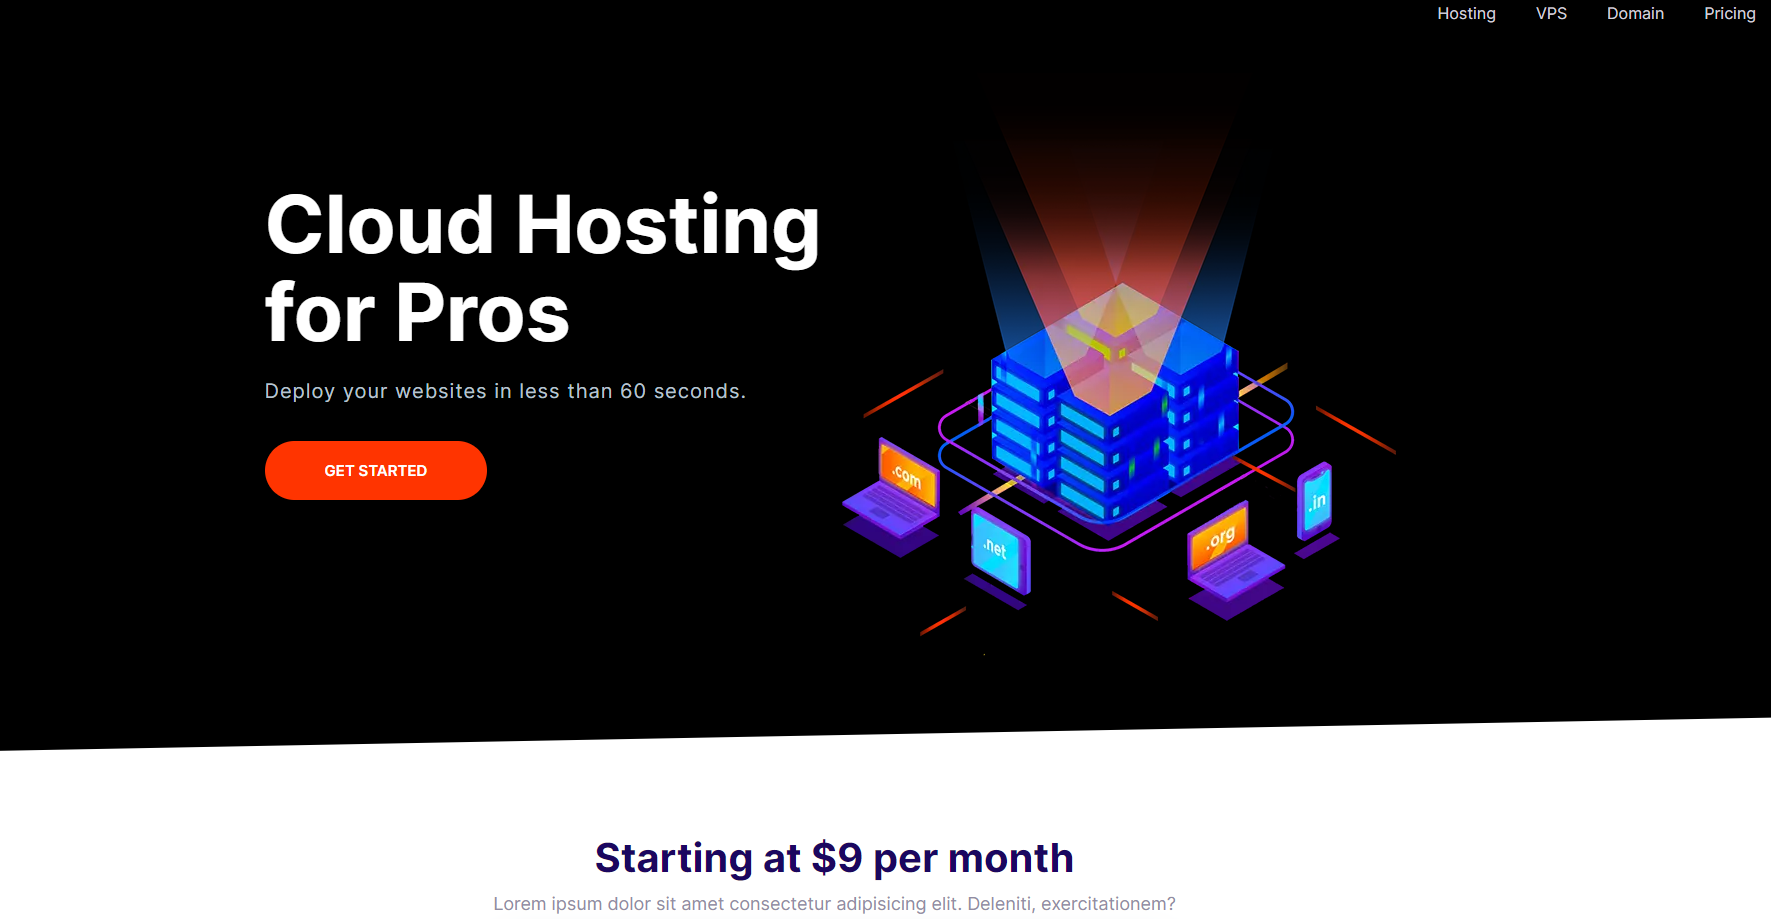 Hosting VPS Domain Pricing
Cloud Hosting
for Pros
Deploy your websites in less than 60 seconds.
GET STARTED
.com
.net
.org
.in
Starting at $9 per month
Lorem ipsum dolor sit amet consectetur adipisicing elit. Deleniti, exercitationem?